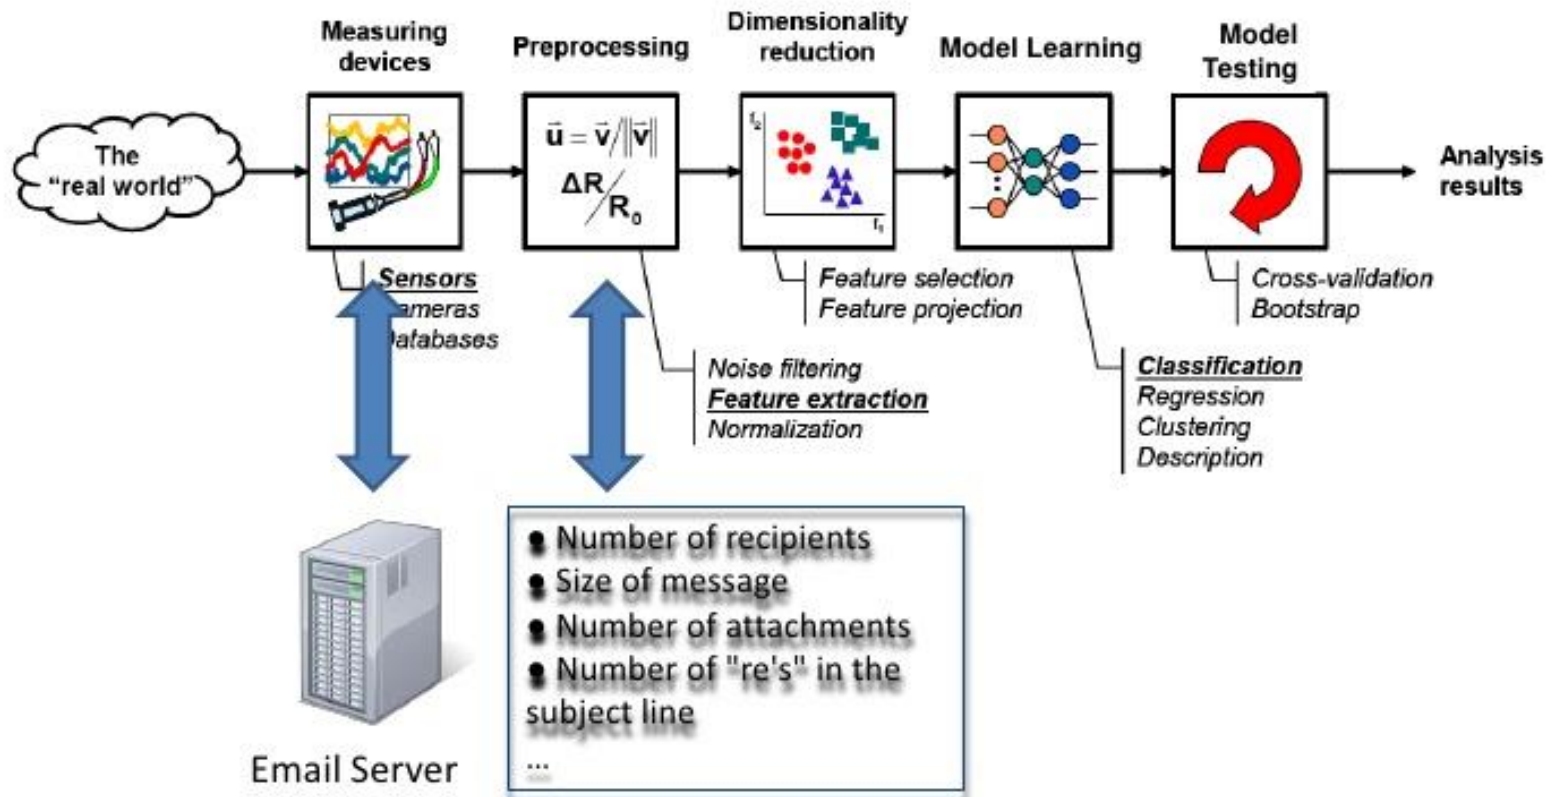 Measuring
devices
Preprocessing
Dimensionality
reduction
Model Learning
Model
Testing
The
"real world"
u⃗ = v⃗/‖v⃗‖
ΔR/R₀
f₂
f₁
Analysis
results
Sensors
Cameras
Databases
Noise filtering
Feature extraction
Normalization
Feature selection
Feature projection
Classification
Regression
Clustering
Description
Cross-validation
Bootstrap
Email Server
● Number of recipients
● Size of message
● Number of attachments
● Number of "re's" in the
subject line
...